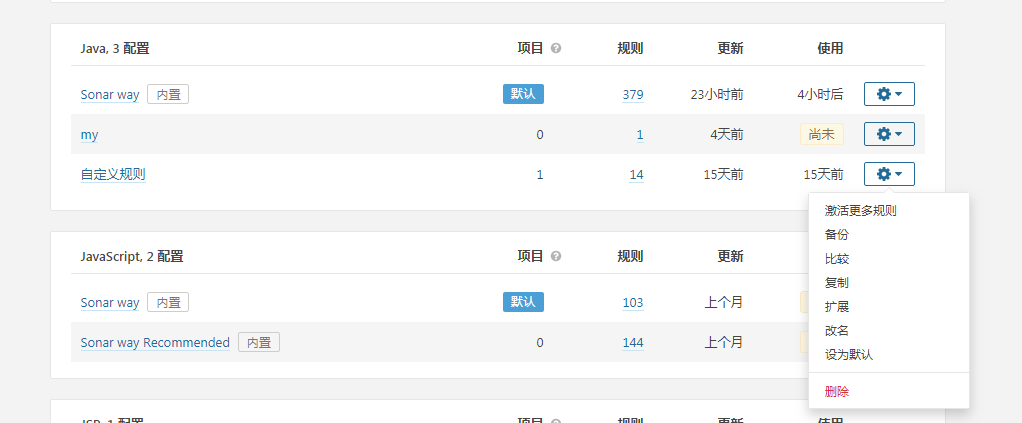 Java, 3 配置 项目 规则 更新 使用
Sonar way 内置 默认 379 23小时前 4小时后
my 0 1 4天前 尚未
自定义规则 1 14 15天前 15天前
激活更多规则
备份
比较
复制
扩展
改名
设为默认
删除
JavaScript, 2 配置 项目 规则 更新
Sonar way 内置 默认 103 上个月
Sonar way Recommended 内置 0 144 上个月
JSP, 1 配置 项目 规则 更新 使用